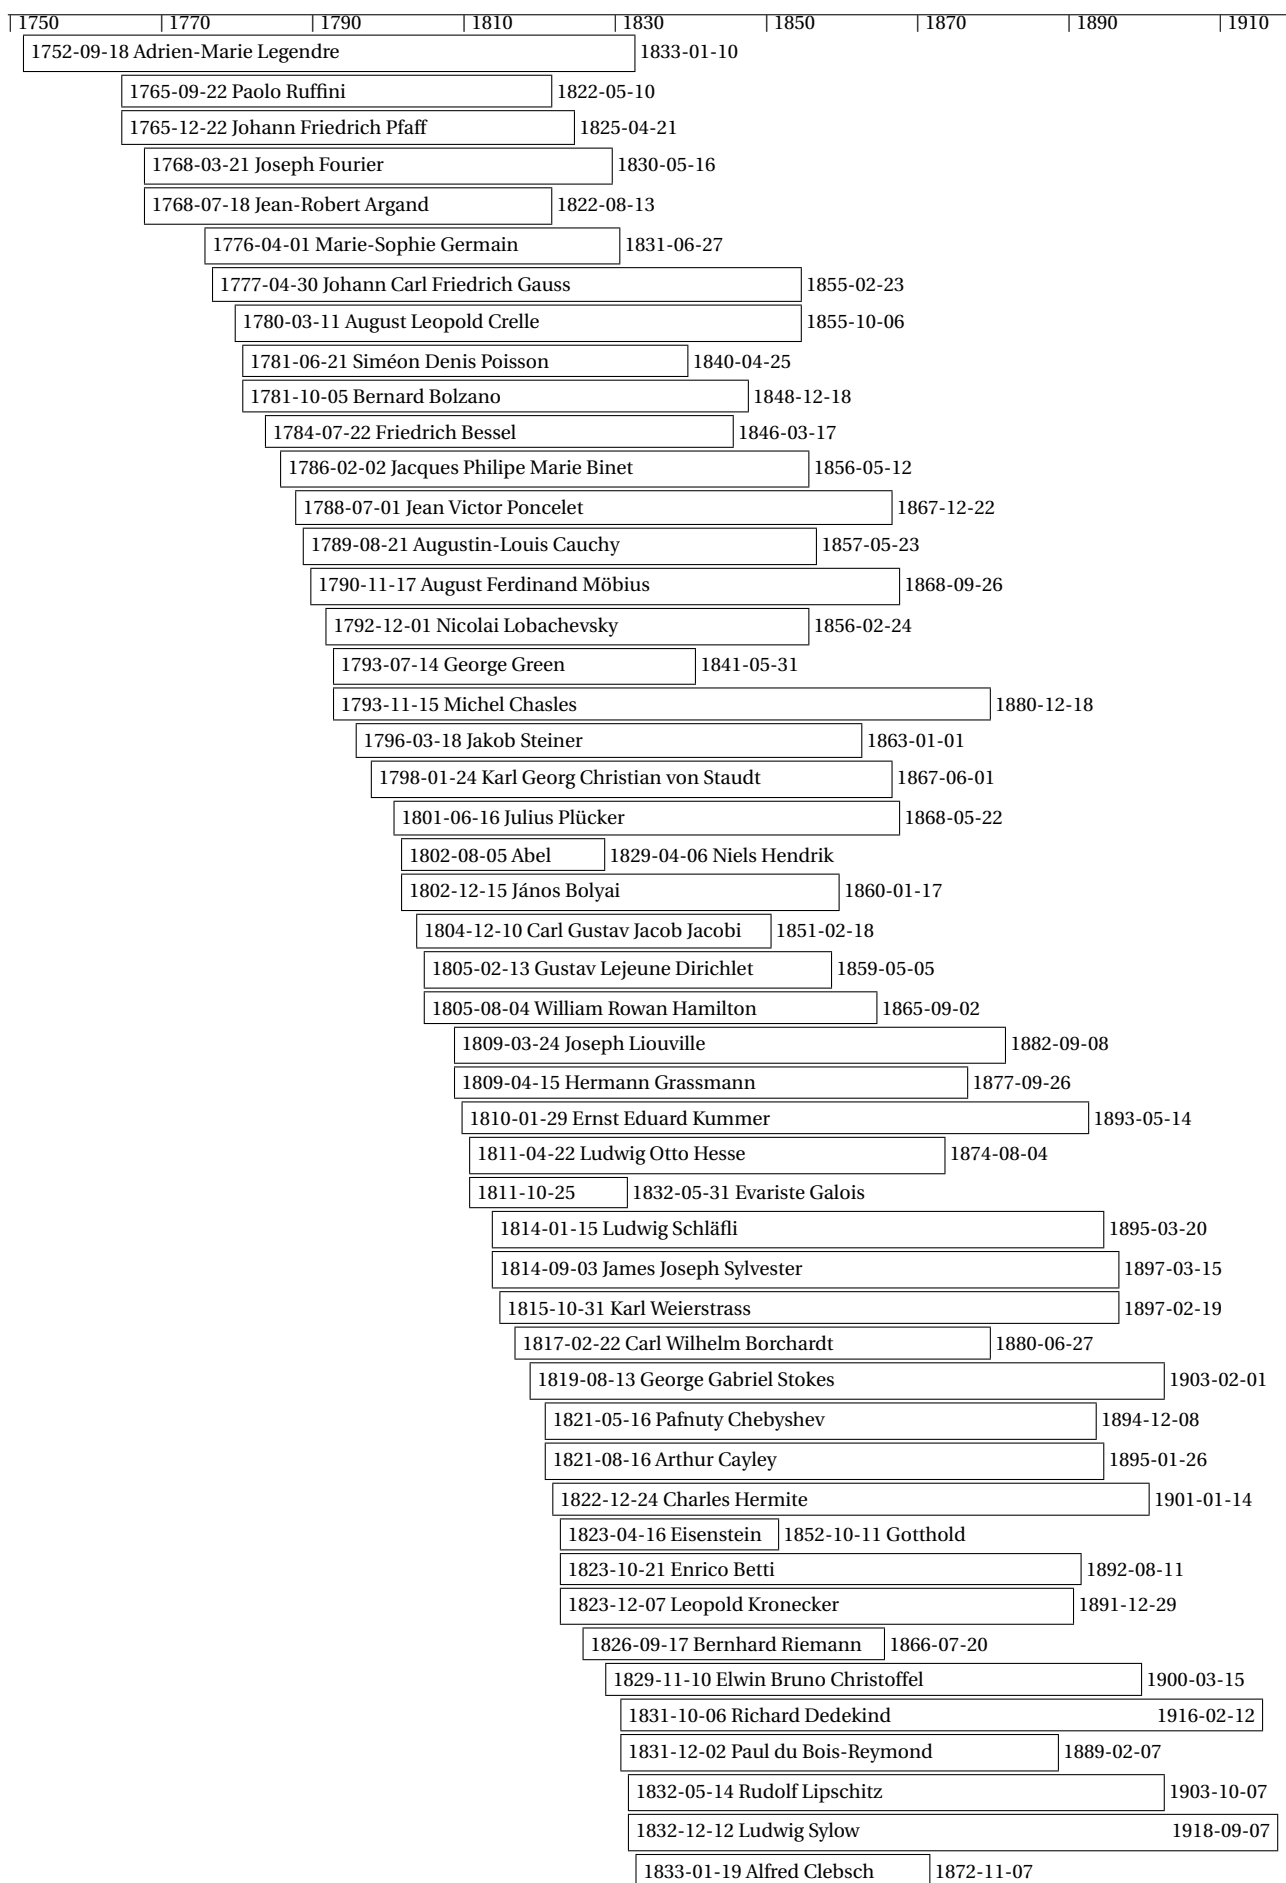 1750 1770 1790 1810 1830 1850 1870 1890 1910
1752-09-18 Adrien-Marie Legendre 1833-01-10
1765-09-22 Paolo Ruffini 1822-05-10
1765-12-22 Johann Friedrich Pfaff 1825-04-21
1768-03-21 Joseph Fourier 1830-05-16
1768-07-18 Jean-Robert Argand 1822-08-13
1776-04-01 Marie-Sophie Germain 1831-06-27
1777-04-30 Johann Carl Friedrich Gauss 1855-02-23
1780-03-11 August Leopold Crelle 1855-10-06
1781-06-21 Siméon Denis Poisson 1840-04-25
1781-10-05 Bernard Bolzano 1848-12-18
1784-07-22 Friedrich Bessel 1846-03-17
1786-02-02 Jacques Philipe Marie Binet 1856-05-12
1788-07-01 Jean Victor Poncelet 1867-12-22
1789-08-21 Augustin-Louis Cauchy 1857-05-23
1790-11-17 August Ferdinand Möbius 1868-09-26
1792-12-01 Nicolai Lobachevsky 1856-02-24
1793-07-14 George Green 1841-05-31
1793-11-15 Michel Chasles 1880-12-18
1796-03-18 Jakob Steiner 1863-01-01
1798-01-24 Karl Georg Christian von Staudt 1867-06-01
1801-06-16 Julius Plücker 1868-05-22
1802-08-05 Abel 1829-04-06 Niels Hendrik
1802-12-15 János Bolyai 1860-01-17
1804-12-10 Carl Gustav Jacob Jacobi 1851-02-18
1805-02-13 Gustav Lejeune Dirichlet 1859-05-05
1805-08-04 William Rowan Hamilton 1865-09-02
1809-03-24 Joseph Liouville 1882-09-08
1809-04-15 Hermann Grassmann 1877-09-26
1810-01-29 Ernst Eduard Kummer 1893-05-14
1811-04-22 Ludwig Otto Hesse 1874-08-04
1811-10-25 1832-05-31 Evariste Galois
1814-01-15 Ludwig Schläfli 1895-03-20
1814-09-03 James Joseph Sylvester 1897-03-15
1815-10-31 Karl Weierstrass 1897-02-19
1817-02-22 Carl Wilhelm Borchardt 1880-06-27
1819-08-13 George Gabriel Stokes 1903-02-01
1821-05-16 Pafnuty Chebyshev 1894-12-08
1821-08-16 Arthur Cayley 1895-01-26
1822-12-24 Charles Hermite 1901-01-14
1823-04-16 Eisenstein 1852-10-11 Gotthold
1823-10-21 Enrico Betti 1892-08-11
1823-12-07 Leopold Kronecker 1891-12-29
1826-09-17 Bernhard Riemann 1866-07-20
1829-11-10 Elwin Bruno Christoffel 1900-03-15
1831-10-06 Richard Dedekind 1916-02-12
1831-12-02 Paul du Bois-Reymond 1889-02-07
1832-05-14 Rudolf Lipschitz 1903-10-07
1832-12-12 Ludwig Sylow 1918-09-07
1833-01-19 Alfred Clebsch 1872-11-07